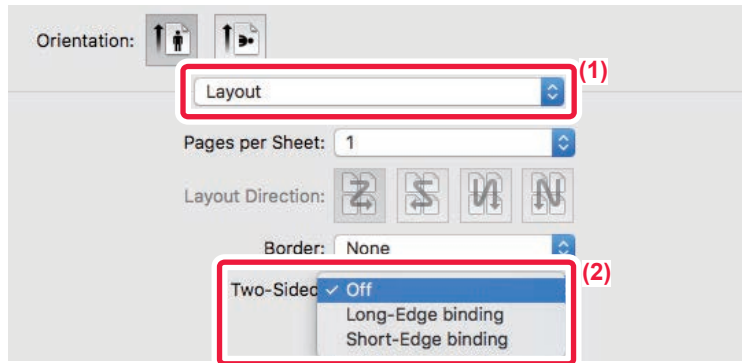 Orientation:
(1)
Layout
Pages per Sheet: 1
Layout Direction:
Border: None
(2)
Two-Sided ✓ Off
Long-Edge binding
Short-Edge binding